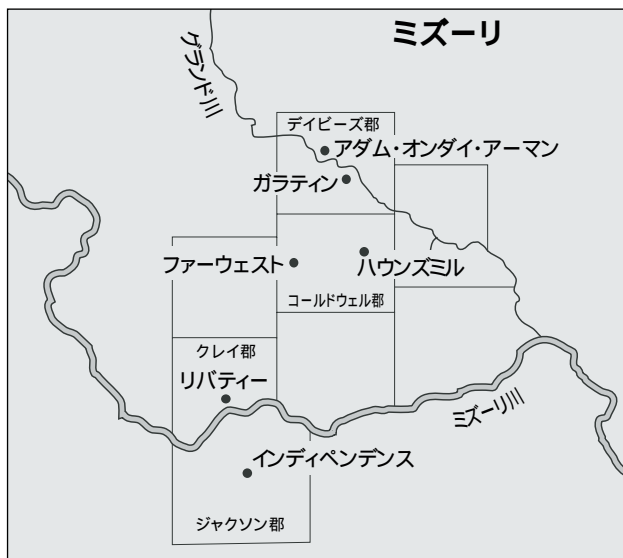 ミズーリ
グランド川
デイビーズ郡
アダム・オンダイ・アーマン
ガラティン
ファーウェスト
ハウンズミル
コールドウェル郡
クレイ郡
リバティー
ミズーリ川
インディペンデンス
ジャクソン郡